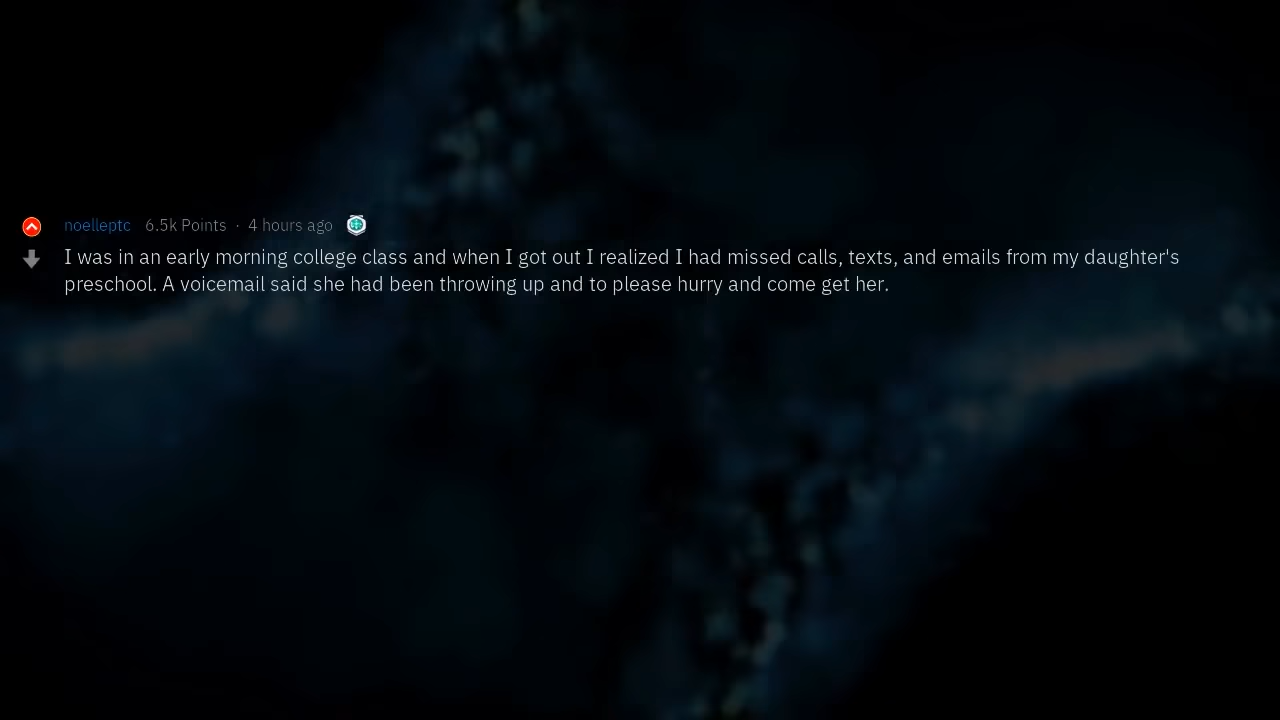 noelleptc 6.5k Points · 4 hours ago
I was in an early morning college class and when I got out I realized I had missed calls, texts, and emails from my daughter's
preschool. A voicemail said she had been throwing up and to please hurry and come get her.